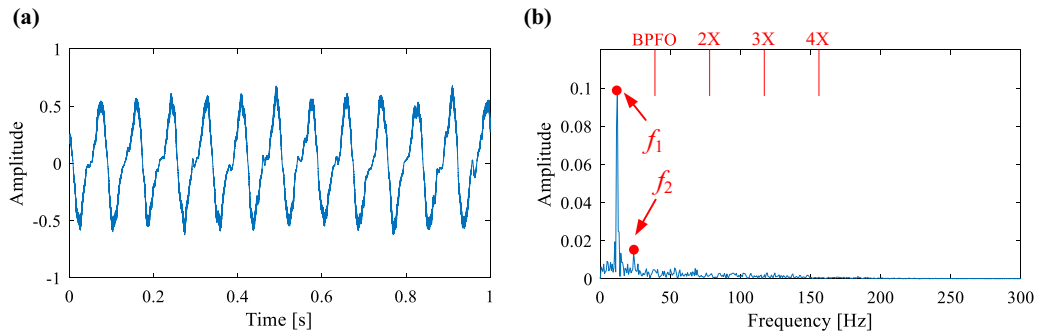 (a)
1
0.5
0
-0.5
-1
Amplitude
0 0.2 0.4 0.6 0.8 1
Time [s]
(b)
BPFO 2X 3X 4X
0.1
0.08
0.06
0.04
0.02
0
Amplitude
f1
f2
0 50 100 150 200 250 300
Frequency [Hz]